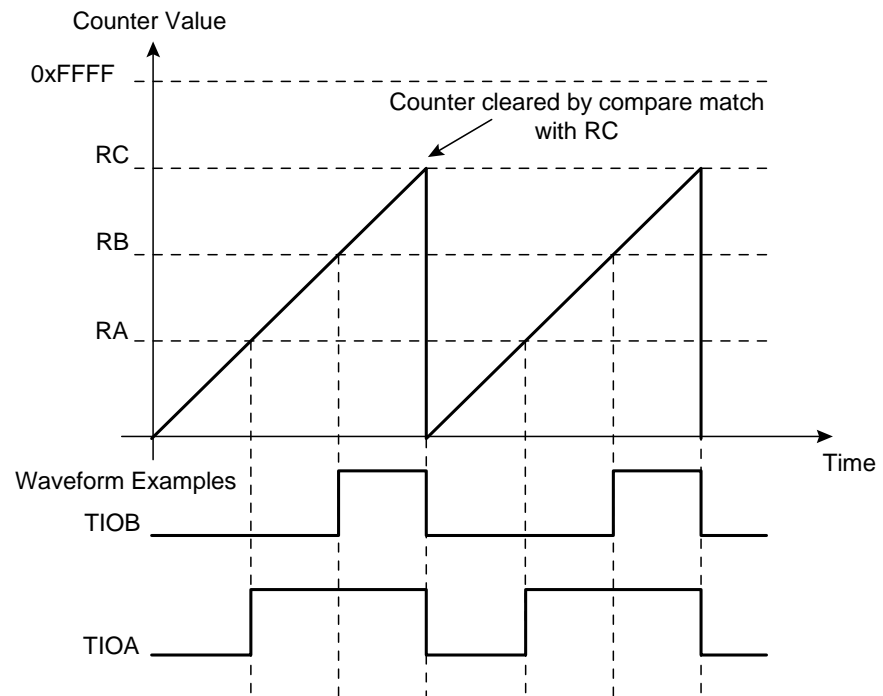 Counter Value
0xFFFF
Counter cleared by compare match
with RC
RC
RB
RA
Time
Waveform Examples
TIOB
TIOA